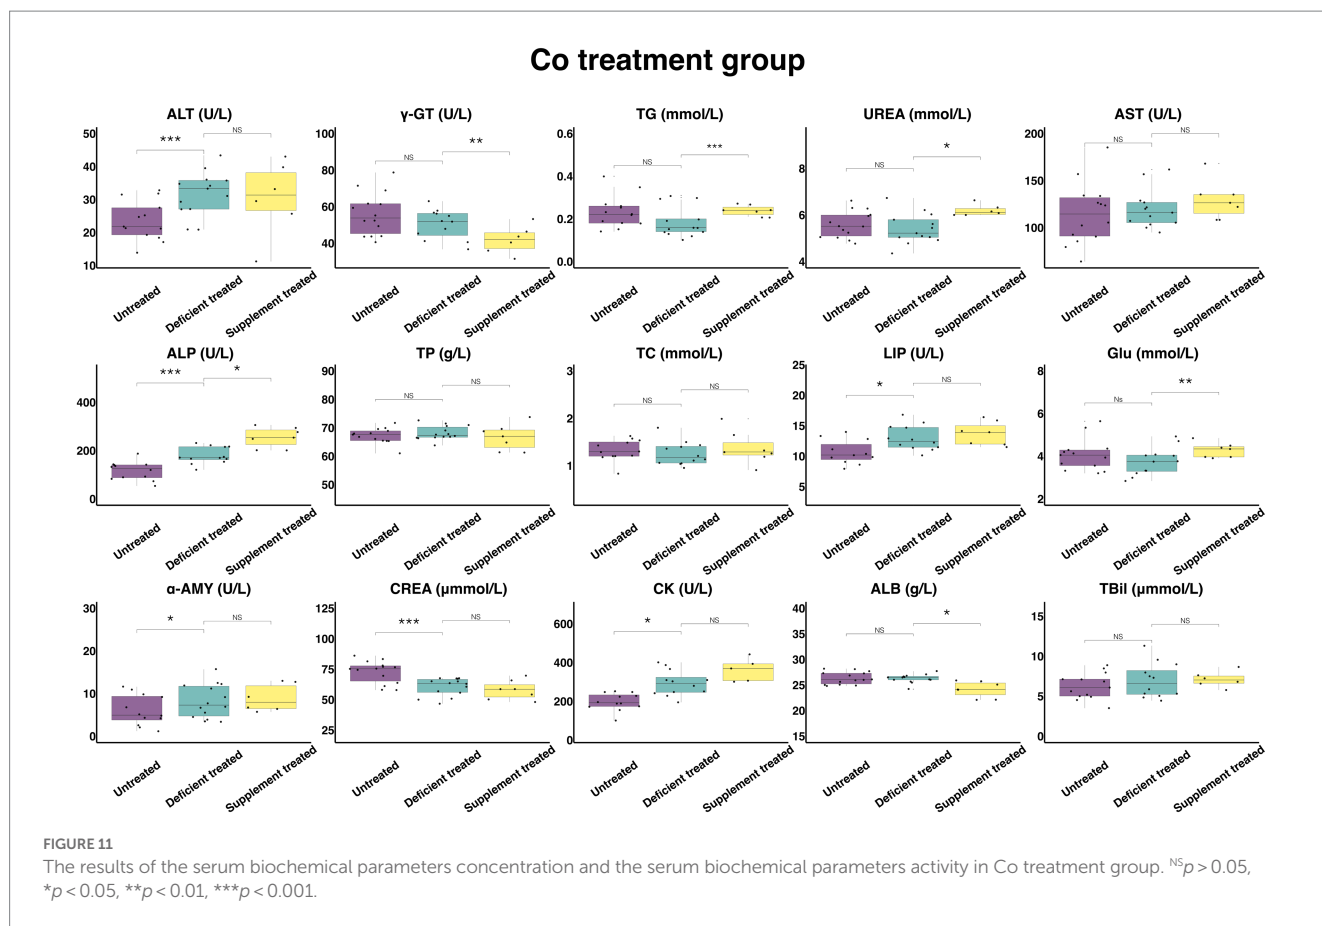 Co treatment group
ALT (U/L)
50
40
30
20
10
***
NS
Untreated
Deficient treated
Supplement treated
γ-GT (U/L)
100
80
60
40
NS
**
Untreated
Deficient treated
Supplement treated
TG (mmol/L)
0.6
0.4
0.2
0.0
NS
***
Untreated
Deficient treated
Supplement treated
UREA (mmol/L)
8
6
4
NS
*
Untreated
Deficient treated
Supplement treated
AST (U/L)
200
150
100
NS
NS
Untreated
Deficient treated
Supplement treated
ALP (U/L)
400
200
0
***
*
Untreated
Deficient treated
Supplement treated
TP (g/L)
90
80
70
60
50
NS
NS
Untreated
Deficient treated
Supplement treated
TC (mmol/L)
3
2
1
NS
NS
Untreated
Deficient treated
Supplement treated
LIP (U/L)
25
20
15
10
5
*
NS
Untreated
Deficient treated
Supplement treated
Glu (mmol/L)
8
6
4
2
Ns
**
Untreated
Deficient treated
Supplement treated
α-AMY (U/L)
30
20
10
0
*
NS
Untreated
Deficient treated
Supplement treated
CREA (μmmol/L)
125
100
75
50
25
***
NS
Untreated
Deficient treated
Supplement treated
CK (U/L)
600
400
200
0
*
NS
Untreated
Deficient treated
Supplement treated
ALB (g/L)
40
35
30
25
20
15
NS
*
Untreated
Deficient treated
Supplement treated
TBil (μmmol/L)
15
10
5
0
NS
NS
Untreated
Deficient treated
Supplement treated
FIGURE 11
The results of the serum biochemical parameters concentration and the serum biochemical parameters activity in Co treatment group. NSp > 0.05,
*p < 0.05, **p < 0.01, ***p < 0.001.